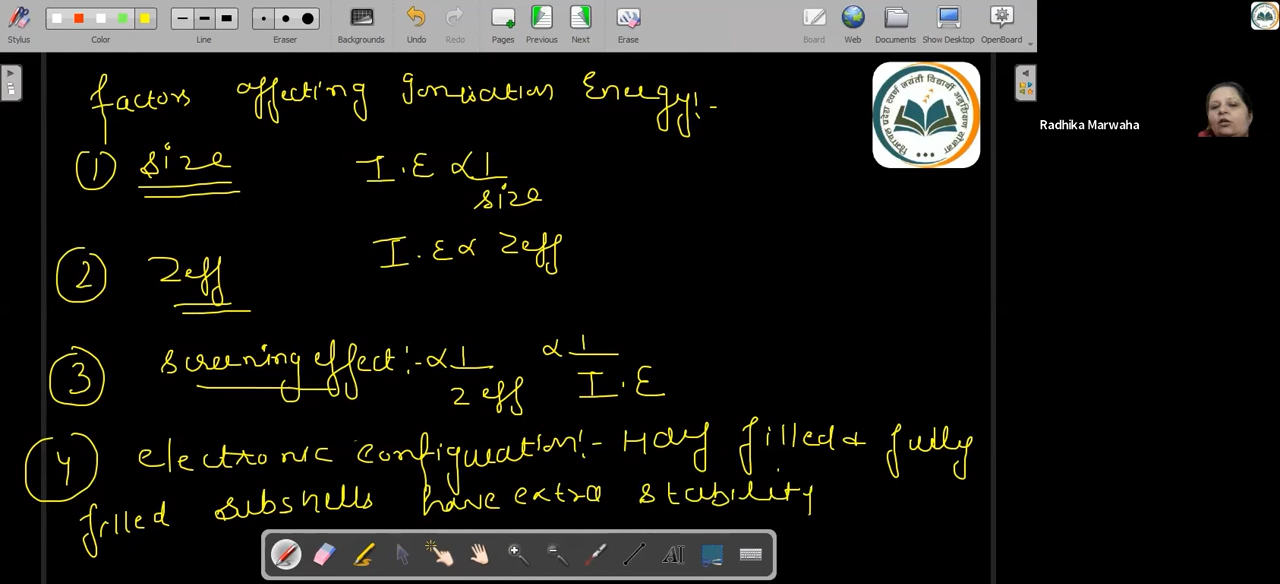 Stylus
Color
Line
Eraser
Backgrounds
Undo
Redo
Pages
Previous
Next
Erase
Board
Web
Documents
Show Desktop
OpenBoard
factors affecting Ionisation Energy:-
① size I.E ∝ 1/size
② Zeff I.E ∝ Zeff
③ screening effect:- ∝ 1/Zeff ∝ 1/I.E
④ electronic configuration:- Half filled & fully
filled subshells have extra stability
Radhika Marwaha
AI